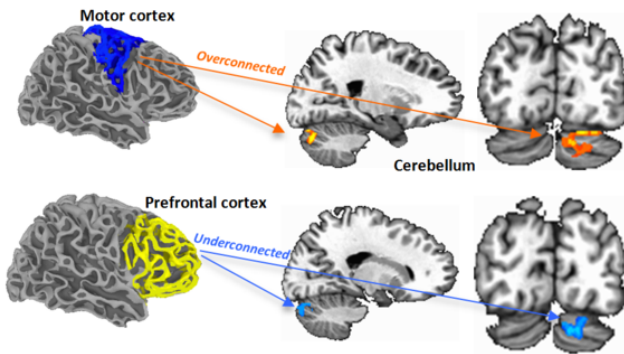 Motor cortex
Overconnected
Cerebellum
Prefrontal cortex
Underconnected